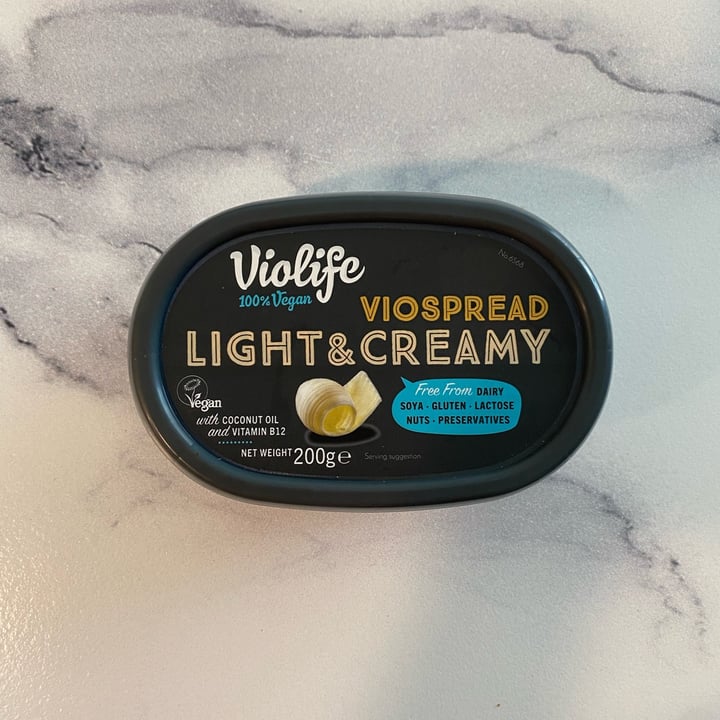 Violife
100% Vegan
VIOSPREAD
LIGHT & CREAMY
Vegan
with COCONUT OIL
and VITAMIN B12
Free From DAIRY
SOYA · GLUTEN · LACTOSE
NUTS · PRESERVATIVES
NET WEIGHT 200g e
Serving suggestion